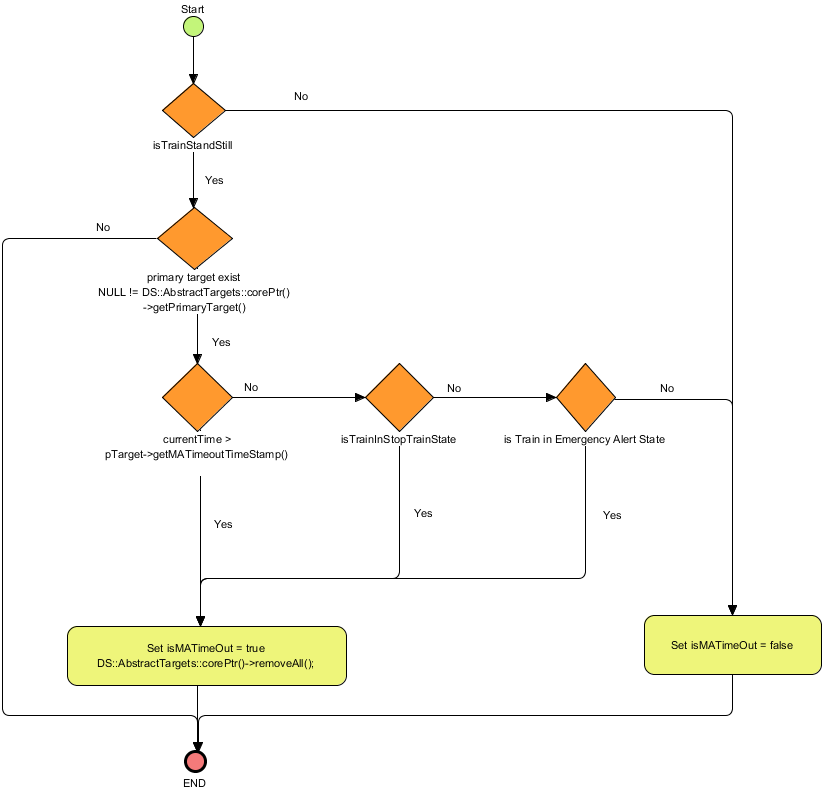 Start
No
isTrainStandStill
Yes
No
primary target exist
NULL != DS::AbstractTargets::corePtr()
->getPrimaryTarget()
Yes
No
No
No
currentTime >
pTarget->getMATimeoutTimeStamp()
isTrainInStopTrainState
is Train in Emergency Alert State
Yes
Yes
Yes
Set isMATimeOut = true
DS::AbstractTargets::corePtr()->removeAll();
Set isMATimeOut = false
END